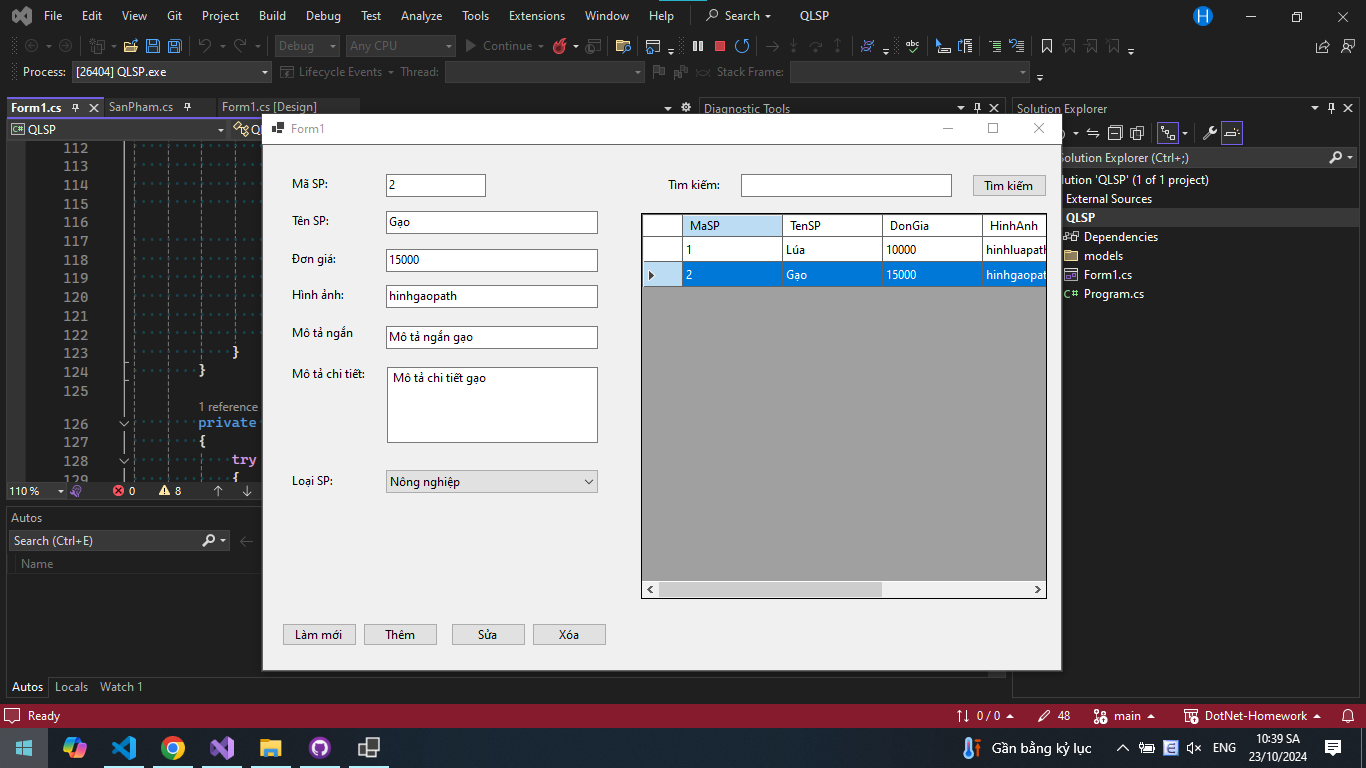 File Edit View Git Project Build Debug Test Analyze Tools Extensions Window Help Search QLSP H
Debug Any CPU Continue
Process: [26404] QLSP.exe Lifecycle Events Thread: Stack Frame:
Form1.cs SanPham.cs Form1.cs [Design] Diagnostic Tools Solution Explorer
C# QLSP
Form1
112
113
114
115
116
117
118
119
120
121
122
123 }
124 }
125
1 reference
126 private
127 {
128 try
129 {
110 % 0 8
Mã SP: 2
Tên SP: Gạo
Đơn giá: 15000
Hình ảnh: hinhgaopath
Mô tả ngắn Mô tả ngắn gạo
Mô tả chi tiết: Mô tả chi tiết gạo
Loại SP: Nông nghiệp
Làm mới Thêm Sửa Xóa
Tìm kiếm: Tìm kiếm
MaSP TenSP DonGia HinhAnh
1 Lúa 10000 hinhluapath
2 Gạo 15000 hinhgaopat
olution Explorer (Ctrl+;)
lution 'QLSP' (1 of 1 project)
External Sources
QLSP
Dependencies
models
Form1.cs
C# Program.cs
Autos
Search (Ctrl+E)
Name
Autos Locals Watch 1
Ready 0 / 0 48 main DotNet-Homework
Gần bằng kỷ lục ENG 10:39 SA
23/10/2024